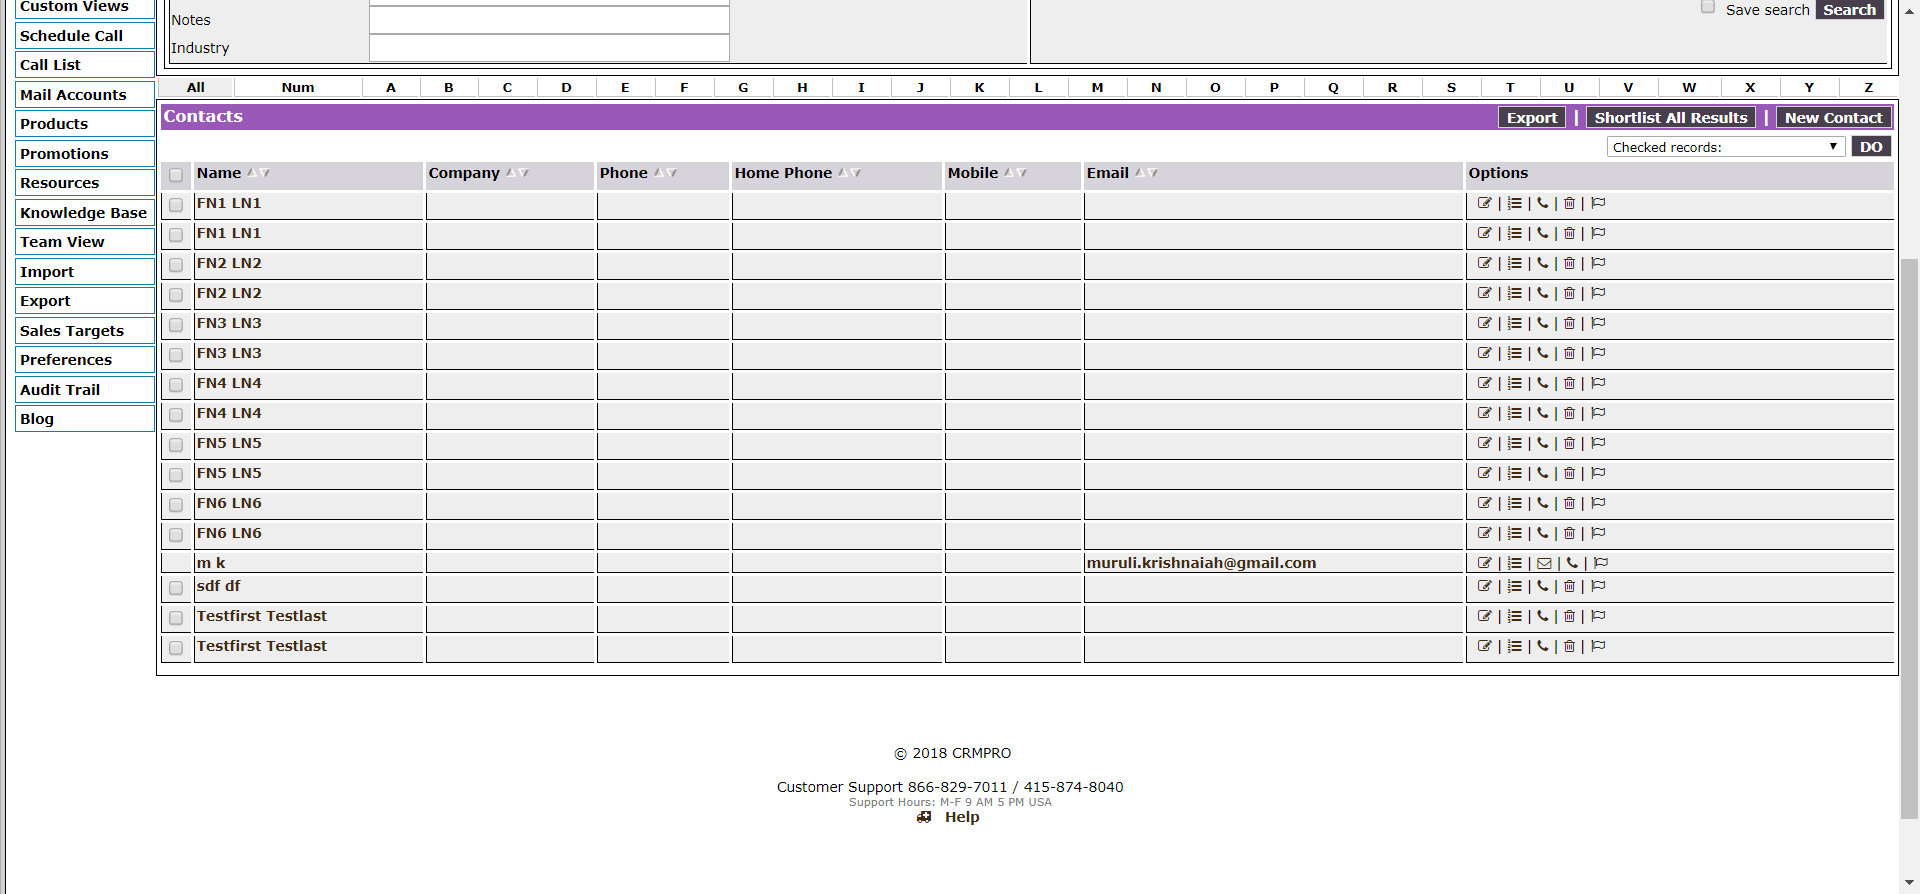 Custom Views
Schedule Call
Call List
Mail Accounts
Products
Promotions
Resources
Knowledge Base
Team View
Import
Export
Sales Targets
Preferences
Audit Trail
Blog
Notes
Industry
Save search Search
All Num A B C D E F G H I J K L M N O P Q R S T U V W X Y Z
Contacts Export | Shortlist All Results | New Contact
Checked records: DO
Name Company Phone Home Phone Mobile Email Options
FN1 LN1 | | | |
FN1 LN1 | | | |
FN2 LN2 | | | |
FN2 LN2 | | | |
FN3 LN3 | | | |
FN3 LN3 | | | |
FN4 LN4 | | | |
FN4 LN4 | | | |
FN5 LN5 | | | |
FN5 LN5 | | | |
FN6 LN6 | | | |
FN6 LN6 | | | |
m k muruli.krishnaiah@gmail.com | | | |
sdf df | | | |
Testfirst Testlast | | | |
Testfirst Testlast | | | |
© 2018 CRMPRO
Customer Support 866-829-7011 / 415-874-8040
Support Hours: M-F 9 AM 5 PM USA
Help